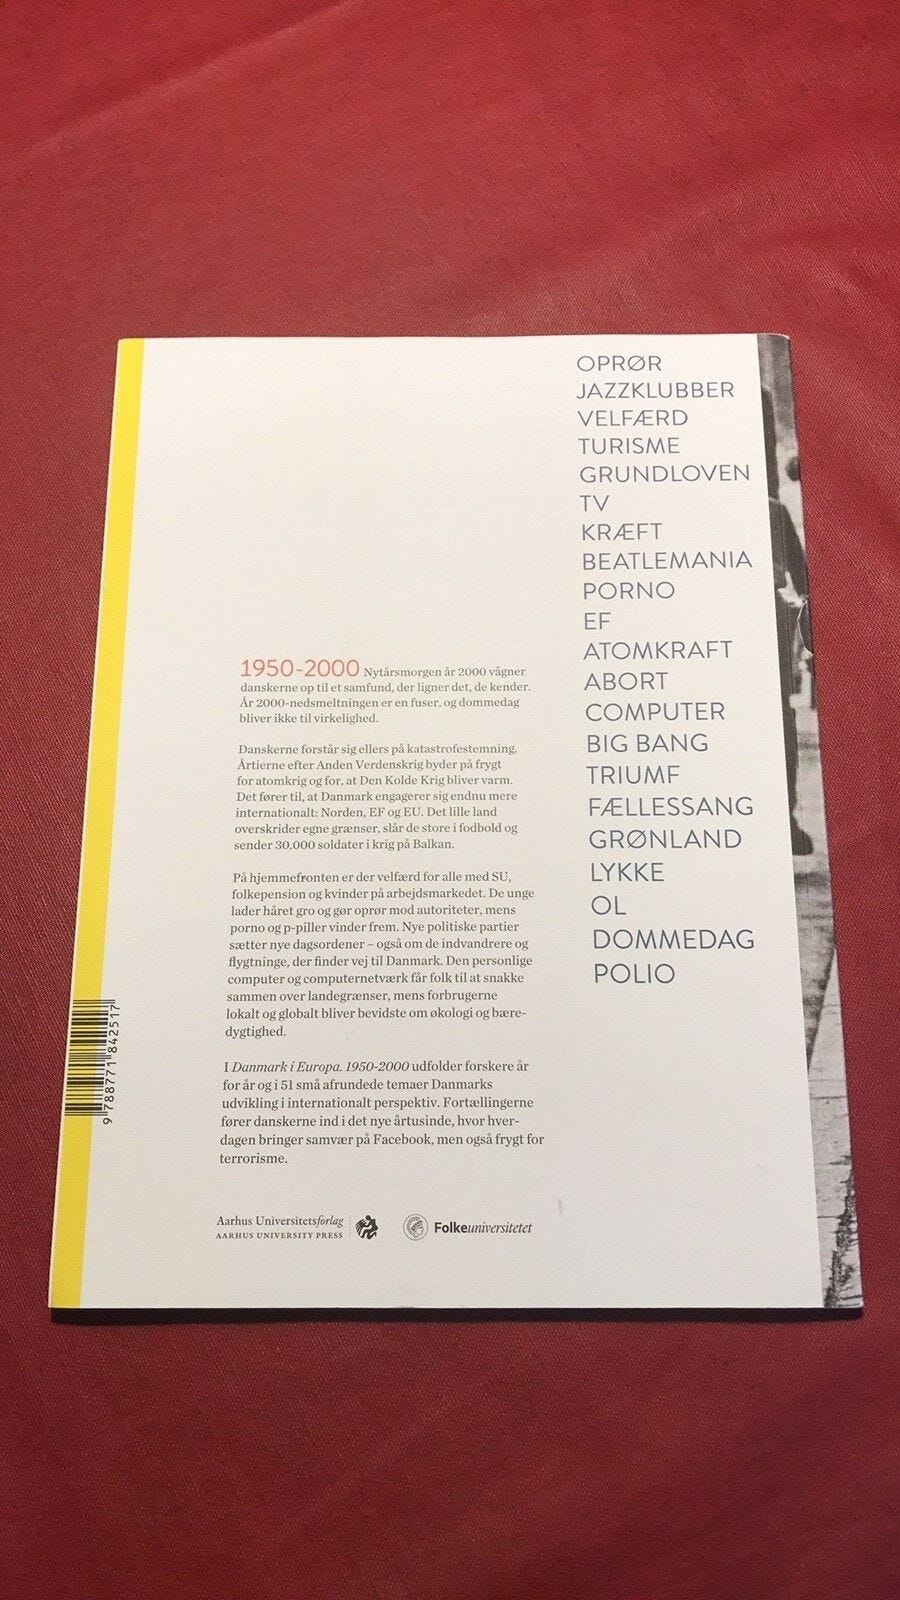 OPRØR
JAZZKLUBBER
VELFÆRD
TURISME
GRUNDLOVEN
TV
KRÆFT
BEATLEMANIA
PORNO
EF
ATOMKRAFT
ABORT
COMPUTER
BIG BANG
TRIUMF
FÆLLESSANG
GRØNLAND
LYKKE
OL
DOMMEDAG
POLIO
1950-2000 Nytårsmorgen år 2000 vågner
danskerne op til et samfund, der ligner det, de kender.
År 2000-nedsmeltningen er en fuser, og dommedag
bliver ikke til virkelighed.
Danskerne forstår sig ellers på katastrofestemning.
Årtierne efter Anden Verdenskrig byder på frygt
for atomkrig og for, at Den Kolde Krig bliver varm.
Det fører til, at Danmark engagerer sig endnu mere
internationalt: Norden, EF og EU. Det lille land
overskrider egne grænser, slår de store i fodbold og
sender 30.000 soldater i krig på Balkan.
På hjemmefronten er der velfærd for alle med SU,
folkepension og kvinder på arbejdsmarkedet. De unge
lader håret gro og gør oprør mod autoriteter, mens
porno og p-piller vinder frem. Nye politiske partier
sætter nye dagsordener – også om de indvandrere og
flygtninge, der finder vej til Danmark. Den personlige
computer og computernetværk får folk til at snakke
sammen over landegrænser, mens forbrugerne
lokalt og globalt bliver bevidste om økologi og bære-
dygtighed.
I Danmark i Europa. 1950-2000 udfolder forskere år
for år og i 51 små afrundede temaer Danmarks
udvikling i internationalt perspektiv. Fortællingerne
fører danskerne ind i det nye årtusinde, hvor hver-
dagen bringer samvær på Facebook, men også frygt for
terrorisme.
9 788771 842517
Aarhus Universitetsforlag
AARHUS UNIVERSITY PRESS
Folkeuniversitetet